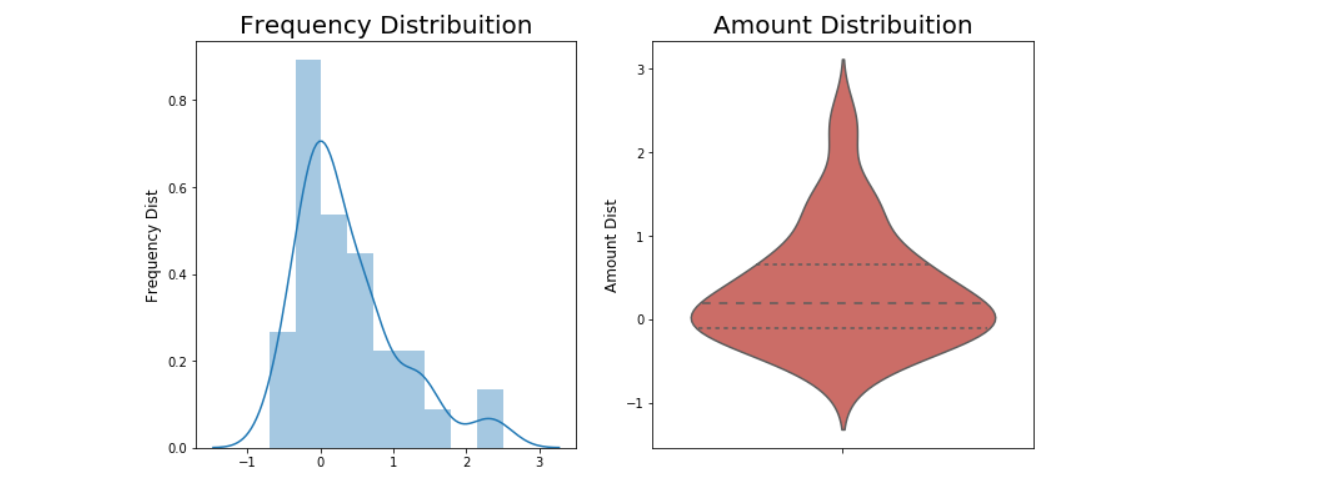 Frequency Distribuition
Frequency Dist
0.8
0.6
0.4
0.2
0.0
−1 0 1 2 3
Amount Distribuition
Amount Dist
3
2
1
0
−1